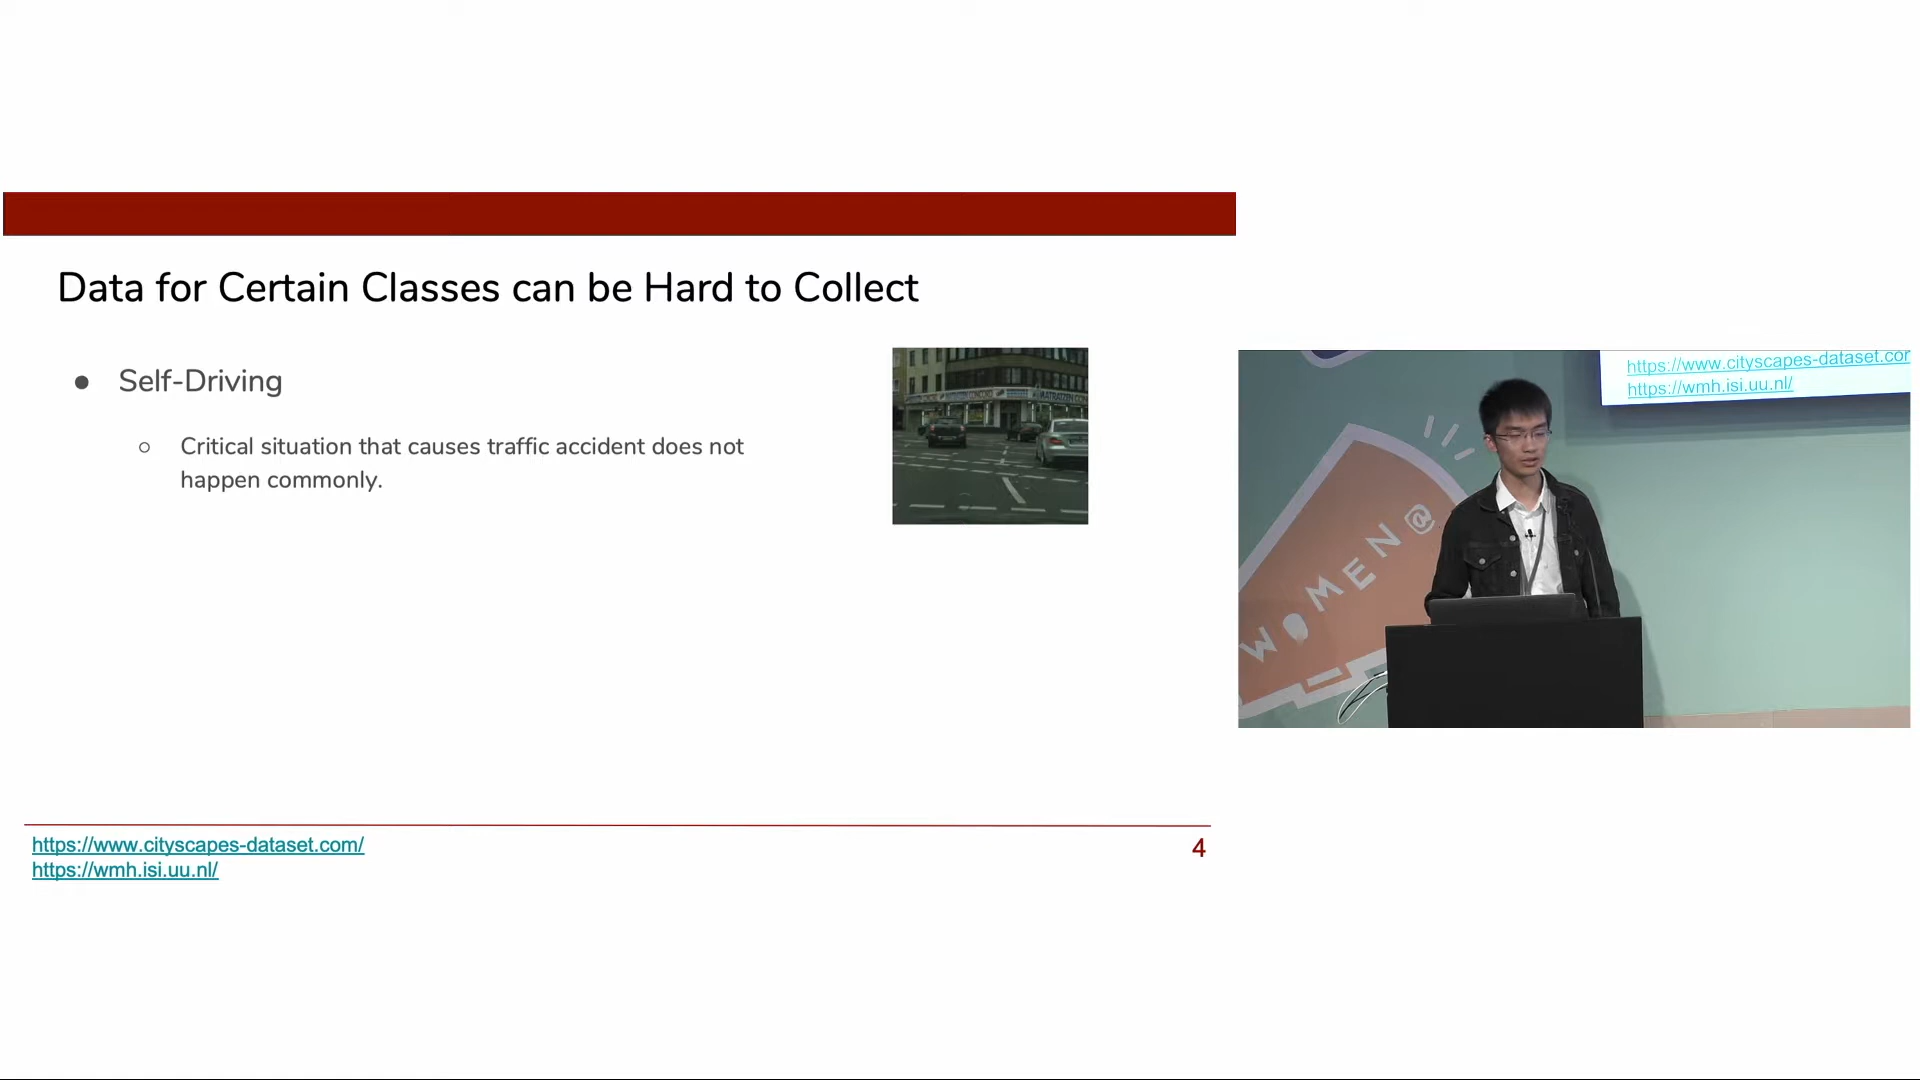 Data for Certain Classes can be Hard to Collect
● Self-Driving
○ Critical situation that causes traffic accident does not
happen commonly.
MATRATZEN
https://www.cityscapes-dataset.com/
https://wmh.isi.uu.nl/
4
https://www.cityscapes-dataset.com
https://wmh.isi.uu.nl/
WOMEN@